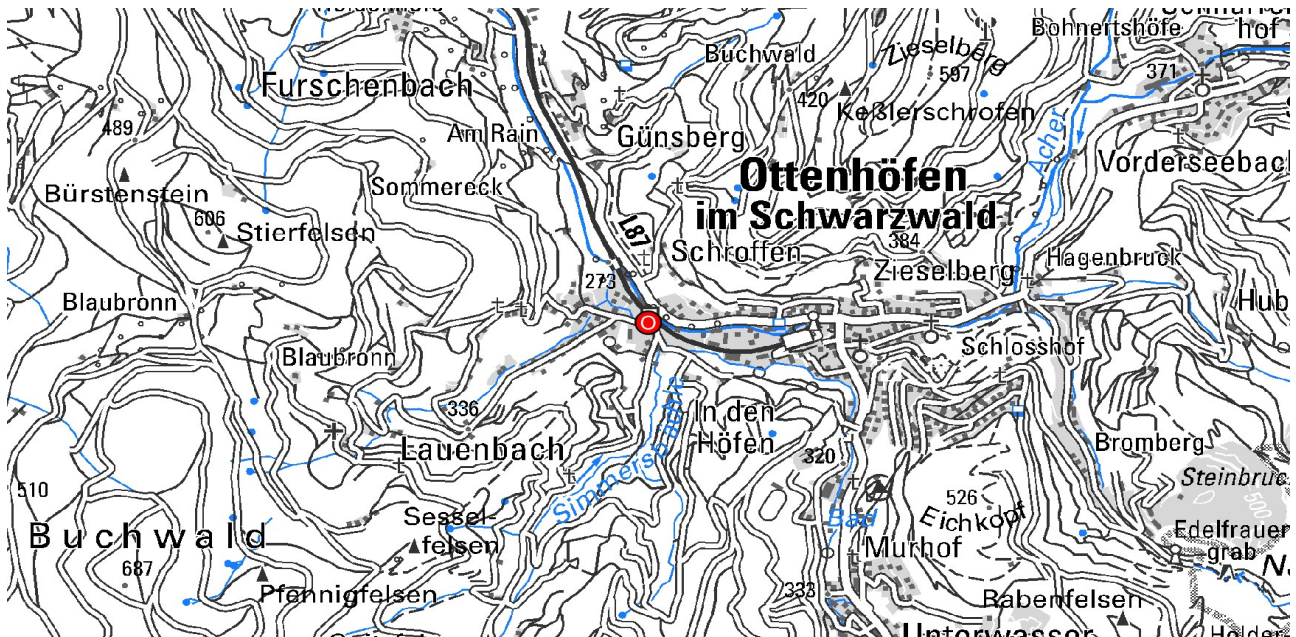 Bohnertshöfe
hof
Buchwald
Zieselberg
597
371
Furschenbach
420
Keßlerschrofen
489
Am Rain
Günsberg
Acher
Vorderseebach
Ottenhöfen
im Schwarzwald
Bürstenstein
Sommereck
606
Stierfelsen
L87
Schroffen
384
Zieselberg
Hagenbruck
273
Blaubronn
Hub
Blaubronn
Schlosshof
336
In den
Höfen
Lauenbach
Simmersbach
320
Bromberg
Steinbruc
510
526
500
Sessel-
felsen
Eichkopf
Bad
Edelfrauen
grab
Buchwald
Murhof
687
Pfennigfelsen
333
Rabenfelsen
Unterwasser